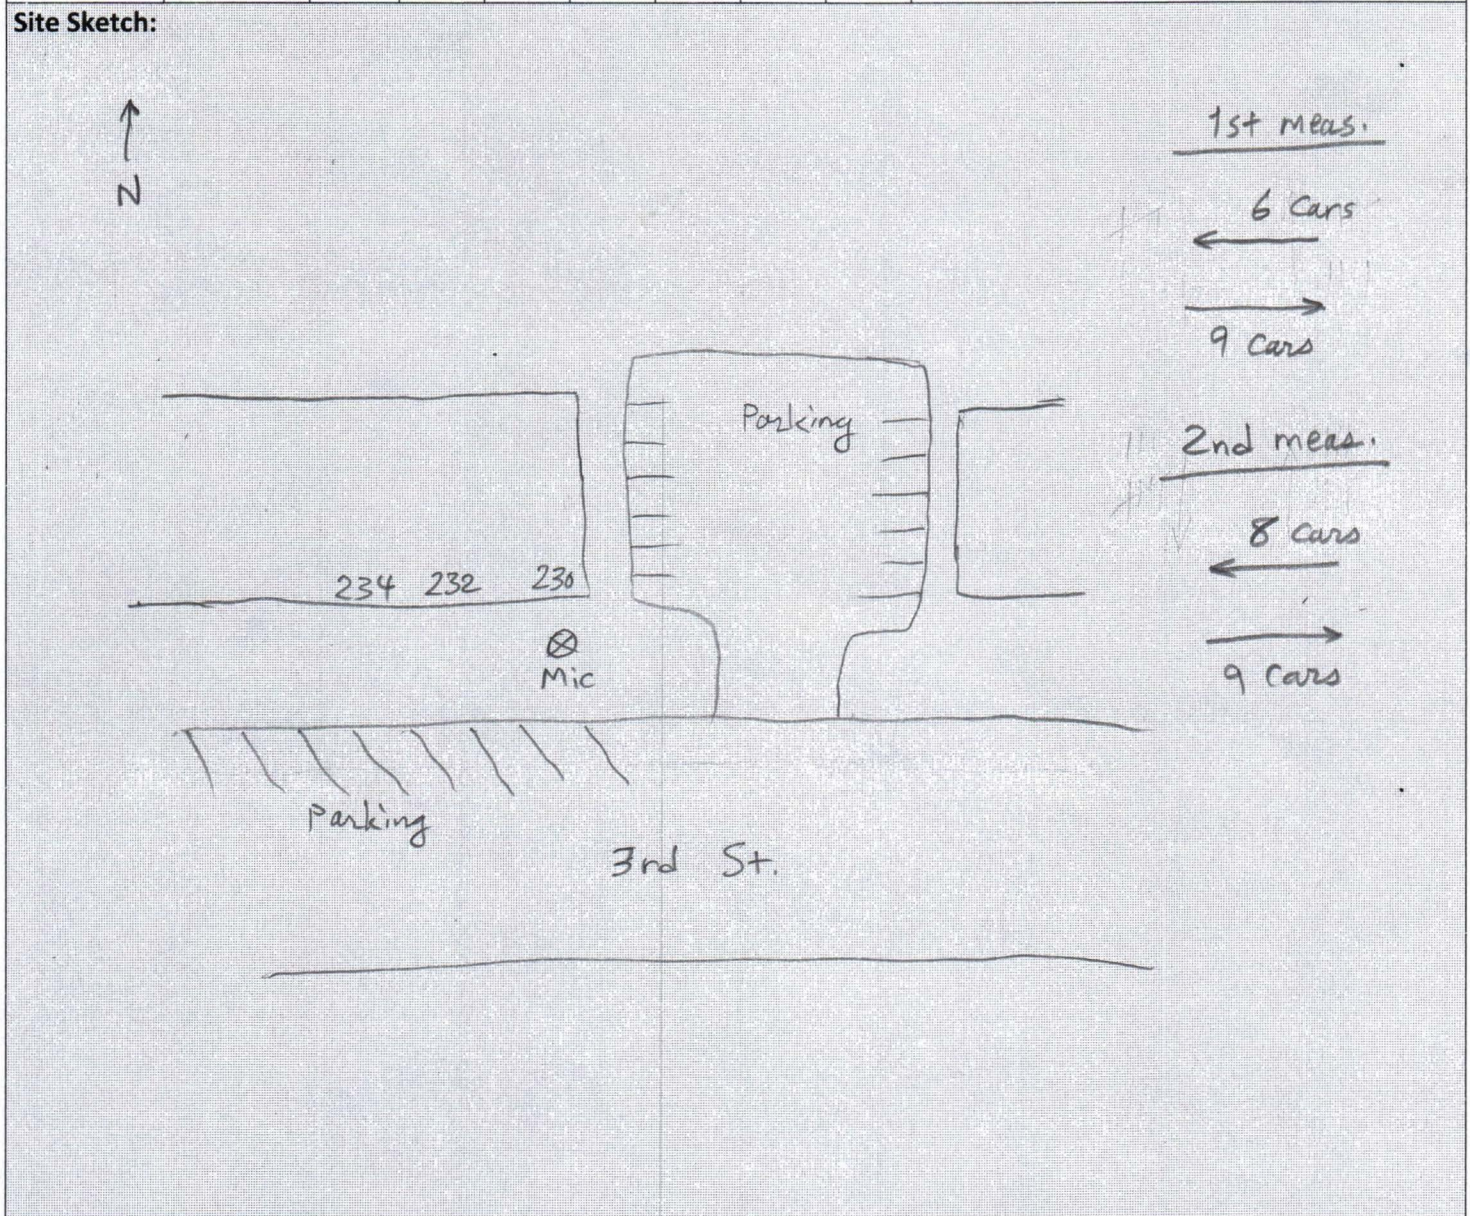 Site Sketch:
N
1st meas.
6 Cars
9 Cars
Parking
2nd meas.
8 Cars
9 Cars
234 232 230
Mic
Parking
3rd St.